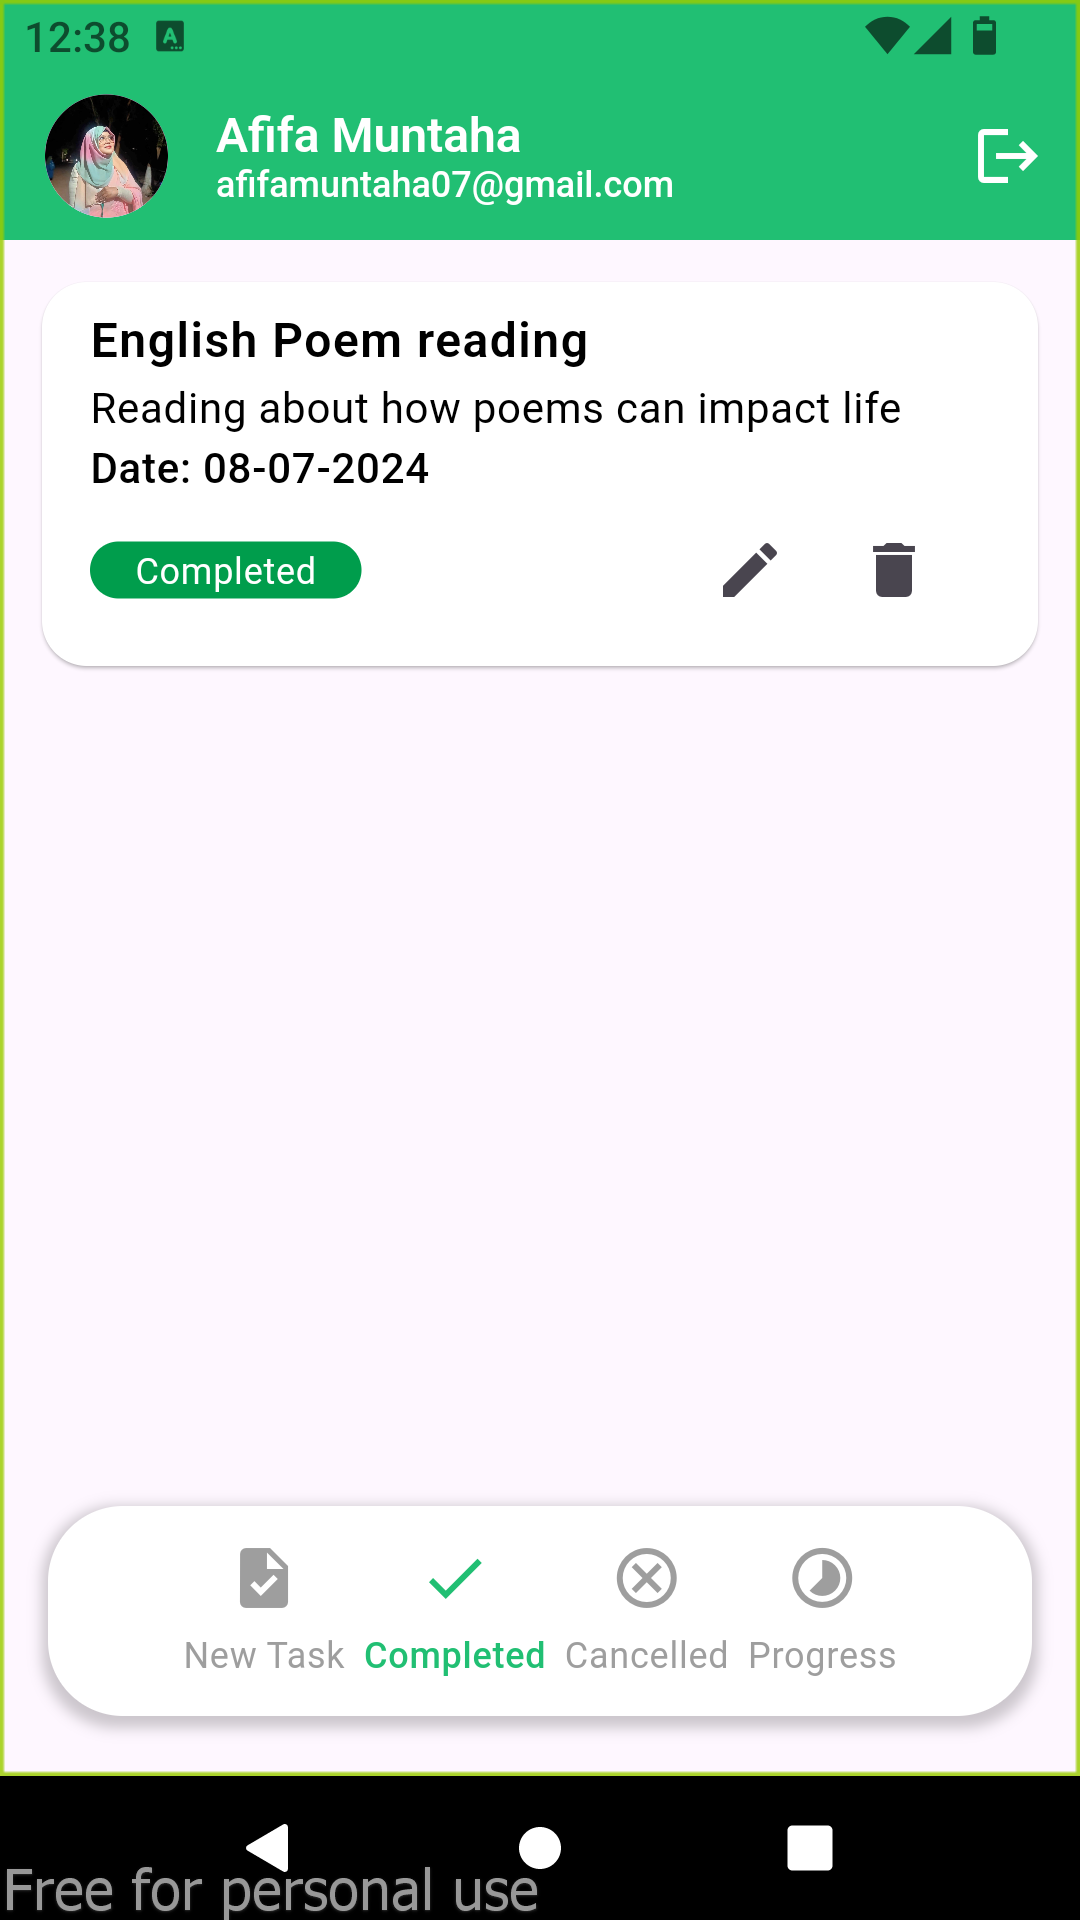 12:38
A
Afifa Muntaha
afifamuntaha07@gmail.com
English Poem reading
Reading about how poems can impact life
Date: 08-07-2024
Completed
New Task Completed Cancelled Progress
Free for personal use